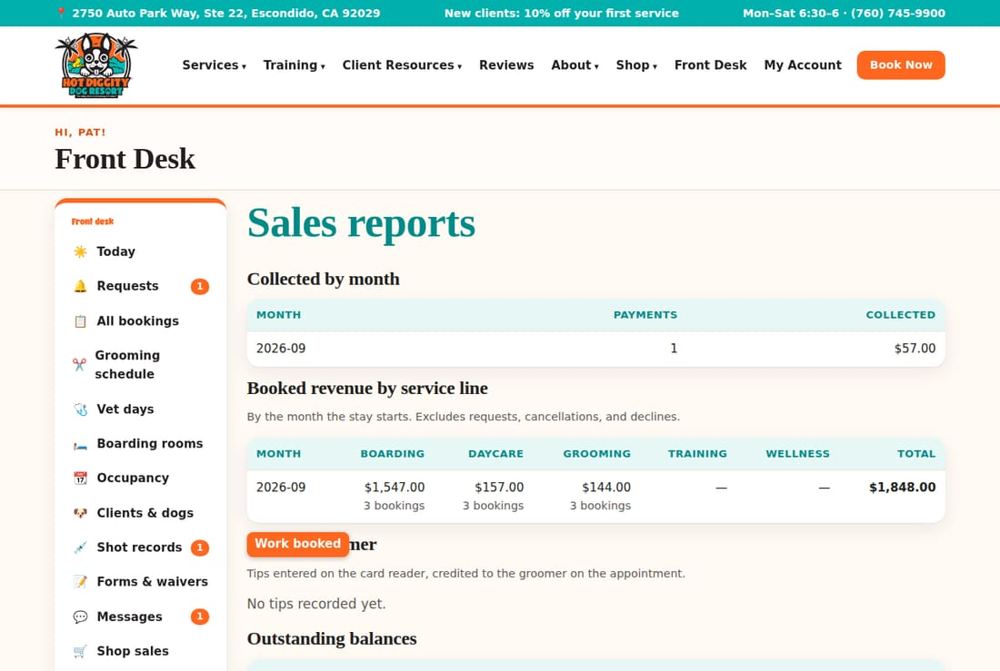 📍 2750 Auto Park Way, Ste 22, Escondido, CA 92029
New clients: 10% off your first service
Mon–Sat 6:30–6 · (760) 745-9900
HOT DIGGITY
DOG RESORT
Services ▾
Training ▾
Client Resources ▾
Reviews
About ▾
Shop ▾
Front Desk
My Account
Book Now
HI, PAT!
Front Desk
Front desk
Today
Requests 1
All bookings
Grooming
schedule
Vet days
Boarding rooms
Occupancy
Clients & dogs
Shot records 1
Forms & waivers
Messages 1
Shop sales
Sales reports
Collected by month
MONTH PAYMENTS COLLECTED
2026-09 1 $57.00
Booked revenue by service line
By the month the stay starts. Excludes requests, cancellations, and declines.
MONTH BOARDING DAYCARE GROOMING TRAINING WELLNESS TOTAL
2026-09 $1,547.00 $157.00 $144.00 — — $1,848.00
3 bookings 3 bookings 3 bookings
Work booked
Tips entered on the card reader, credited to the groomer on the appointment.
No tips recorded yet.
Outstanding balances